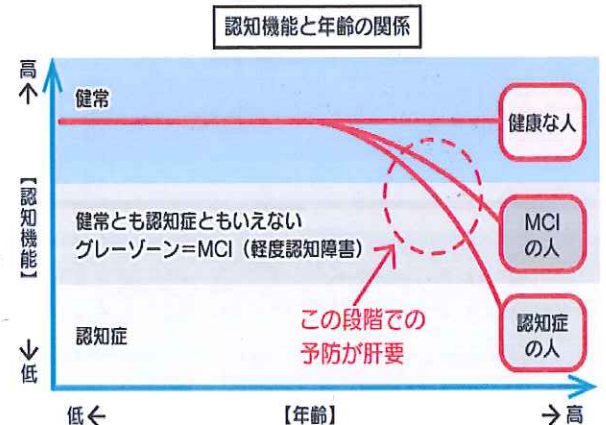 認知機能と年齢の関係
高
↑
【認知機能】
↓
低
健常
健康な人
健常とも認知症ともいえない
グレーゾーン=MCI(軽度認知障害)
MCI
の人
認知症
この段階での
予防が肝要
認知症
の人
低←
【年齢】
→高